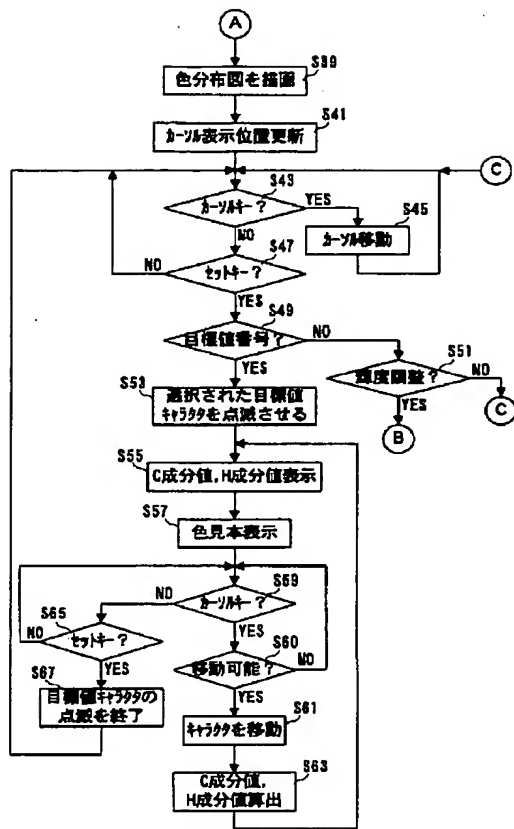 A
S39
色分布図を描画
S41
カーソル表示位置更新
C
S43
カーソルキー?
YES
S45
カーソル移動
NO
S47
セットキー?
NO
YES
S49
目標値番号?
NO
YES
S51
輝度調整?
NO
YES
C
B
S53
選択された目標値
キャラクタを点滅させる
S55
C成分値,H成分値表示
S57
色見本表示
S59
カーソルキー?
NO
YES
S65
セットキー?
NO
YES
S60
移動可能?
NO
YES
S67
目標値キャラクタの
点滅を終了
S61
キャラクタを移動
S63
C成分値,
H成分値算出